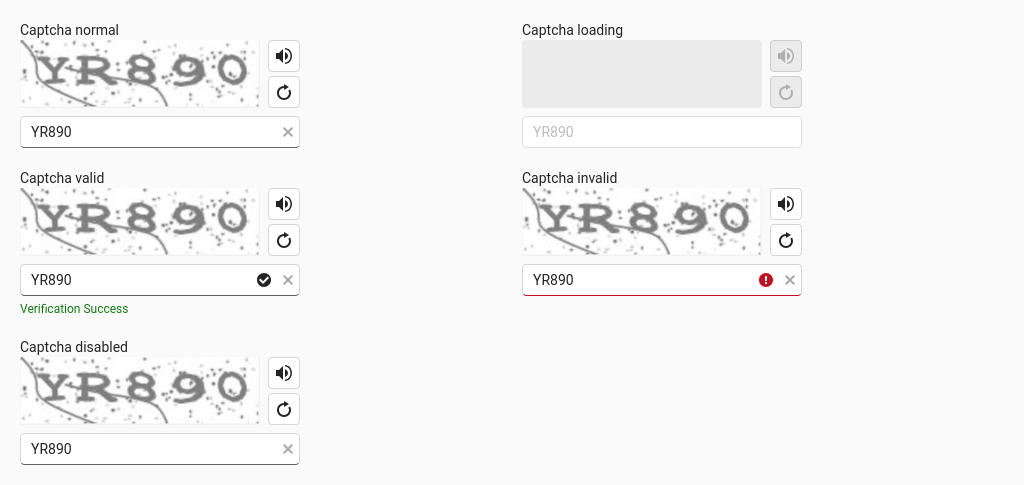 Captcha normal
YR890
YR890
Captcha loading
YR890
Captcha valid
YR890
YR890
Verification Success
Captcha invalid
YR890
YR890
Captcha disabled
YR890
YR890